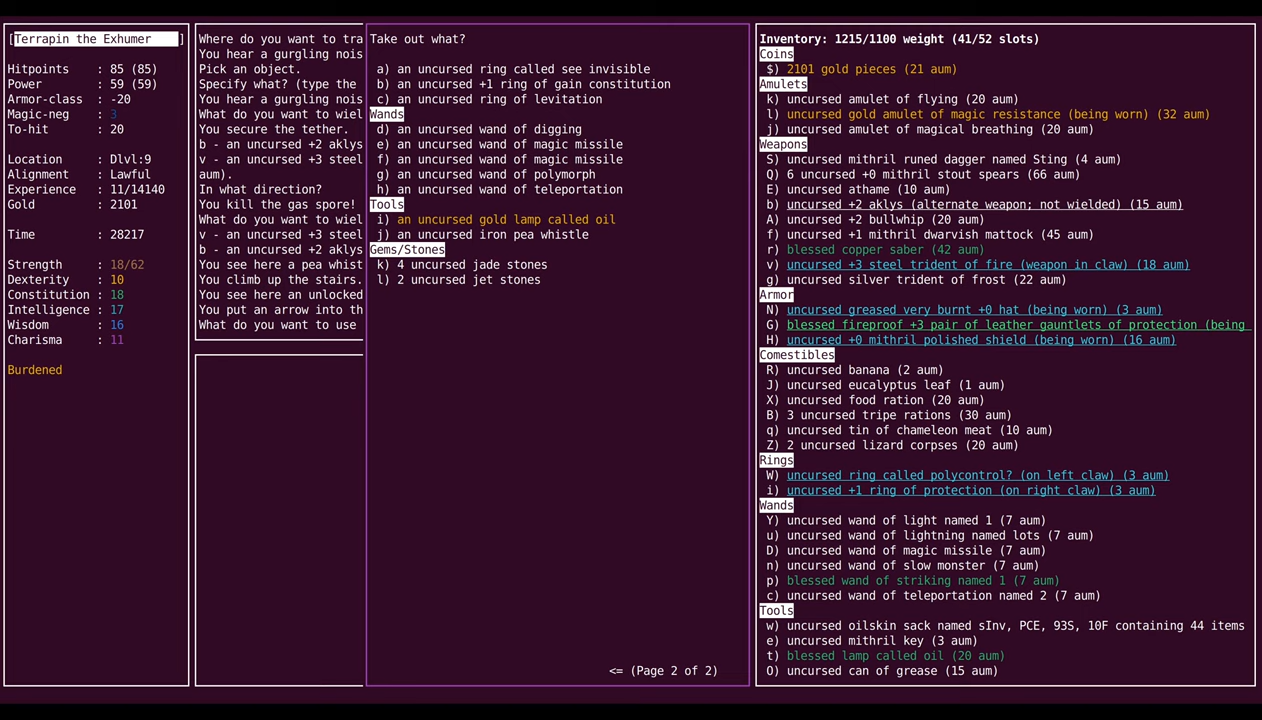 [Terrapin the Exhumer ]
Hitpoints : 85 (85)
Power : 59 (59)
Armor-class : -20
Magic-neg : 3
To-hit : 20
Location : Dlvl:9
Alignment : Lawful
Experience : 11/14140
Gold : 2101
Time : 28217
Strength : 18/62
Dexterity : 10
Constitution : 18
Intelligence : 17
Wisdom : 16
Charisma : 11
Burdened
Where do you want to tra
You hear a gurgling nois
Pick an object.
Specify what? (type the
You hear a gurgling nois
What do you want to wiel
You secure the tether.
b - an uncursed +2 aklys
v - an uncursed +3 steel
aum).
In what direction?
You kill the gas spore!
What do you want to wiel
v - an uncursed +3 steel
b - an uncursed +2 aklys
You see here a pea whist
You climb up the stairs.
You see here an unlocked
You put an arrow into th
What do you want to use
Take out what?
a) an uncursed ring called see invisible
b) an uncursed +1 ring of gain constitution
c) an uncursed ring of levitation
Wands
d) an uncursed wand of digging
e) an uncursed wand of magic missile
f) an uncursed wand of magic missile
g) an uncursed wand of polymorph
h) an uncursed wand of teleportation
Tools
i) an uncursed gold lamp called oil
j) an uncursed iron pea whistle
Gems/Stones
k) 4 uncursed jade stones
l) 2 uncursed jet stones
<= (Page 2 of 2)
Inventory: 1215/1100 weight (41/52 slots)
Coins
$) 2101 gold pieces (21 aum)
Amulets
k) uncursed amulet of flying (20 aum)
l) uncursed gold amulet of magic resistance (being worn) (32 aum)
j) uncursed amulet of magical breathing (20 aum)
Weapons
S) uncursed mithril runed dagger named Sting (4 aum)
Q) 6 uncursed +0 mithril stout spears (66 aum)
E) uncursed athame (10 aum)
b) uncursed +2 aklys (alternate weapon; not wielded) (15 aum)
A) uncursed +2 bullwhip (20 aum)
f) uncursed +1 mithril dwarvish mattock (45 aum)
r) blessed copper saber (42 aum)
v) uncursed +3 steel trident of fire (weapon in claw) (18 aum)
g) uncursed silver trident of frost (22 aum)
Armor
N) uncursed greased very burnt +0 hat (being worn) (3 aum)
G) blessed fireproof +3 pair of leather gauntlets of protection (being
H) uncursed +0 mithril polished shield (being worn) (16 aum)
Comestibles
R) uncursed banana (2 aum)
J) uncursed eucalyptus leaf (1 aum)
X) uncursed food ration (20 aum)
B) 3 uncursed tripe rations (30 aum)
q) uncursed tin of chameleon meat (10 aum)
Z) 2 uncursed lizard corpses (20 aum)
Rings
W) uncursed ring called polycontrol? (on left claw) (3 aum)
i) uncursed +1 ring of protection (on right claw) (3 aum)
Wands
Y) uncursed wand of light named 1 (7 aum)
u) uncursed wand of lightning named lots (7 aum)
D) uncursed wand of magic missile (7 aum)
n) uncursed wand of slow monster (7 aum)
p) blessed wand of striking named 1 (7 aum)
c) uncursed wand of teleportation named 2 (7 aum)
Tools
w) uncursed oilskin sack named sInv, PCE, 93S, 10F containing 44 items
e) uncursed mithril key (3 aum)
t) blessed lamp called oil (20 aum)
O) uncursed can of grease (15 aum)